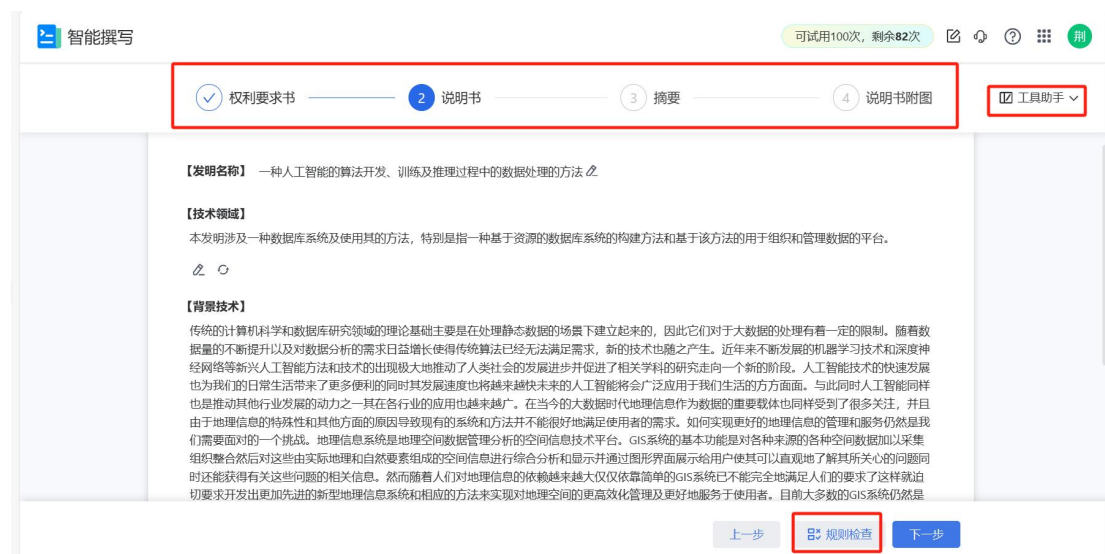 智能撰写
可试用100次，剩余82次
荆
权利要求书
2 说明书
3 摘要
4 说明书附图
工具助手
【发明名称】 一种人工智能的算法开发、训练及推理过程中的数据处理的方法
【技术领域】
本发明涉及一种数据库系统及使用其的方法，特别是指一种基于资源的数据库系统的构建方法和基于该方法的用于组织和管理数据的平台。
【背景技术】
传统的计算机科学和数据库研究领域的理论基础主要是在处理静态数据的场景下建立起来的，因此它们对于大数据的处理有着一定的限制。随着数
据量的不断提升以及对数据分析的需求日益增长使得传统算法已经无法满足需求，新的技术也随之产生。近年来不断发展的机器学习技术和深度神
经网络等新兴人工智能方法和技术的出现极大地推动了人类社会的发展进步并促进了相关学科的研究走向一个新的阶段。人工智能技术的快速发展
也为我们的日常生活带来了更多便利的同时其发展速度也将越来越快未来的人工智能将会广泛应用于我们生活的方方面面。与此同时人工智能同样
也是推动其他行业发展的动力之一其在各行业的应用也越来越广。在当今的大数据时代地理信息作为数据的重要载体也同样受到了很多关注，并且
由于地理信息的特殊性和其他方面的原因导致现有的系统和方法并不能很好地满足使用者的需求。如何实现更好的地理信息的管理和服务仍然是我
们需要面对的一个挑战。地理信息系统是地理空间数据管理分析的空间信息技术平台。GIS系统的基本功能是对各种来源的各种空间数据加以采集
组织整合然后对这些由实际地理和自然要素组成的空间信息进行综合分析和显示并通过图形界面展示给用户使其可以直观地了解其所关心的问题同
时还能获得有关这些问题的相关信息。然而随着人们对地理信息的依赖越来越大仅仅依靠简单的GIS系统已不能完全地满足人们的要求了这样就迫
切要求开发出更加先进的新型地理信息系统和相应的方法来实现对地理空间的更高效化管理及更好地服务于使用者。目前大多数的GIS系统仍然是
上一步
规则检查
下一步